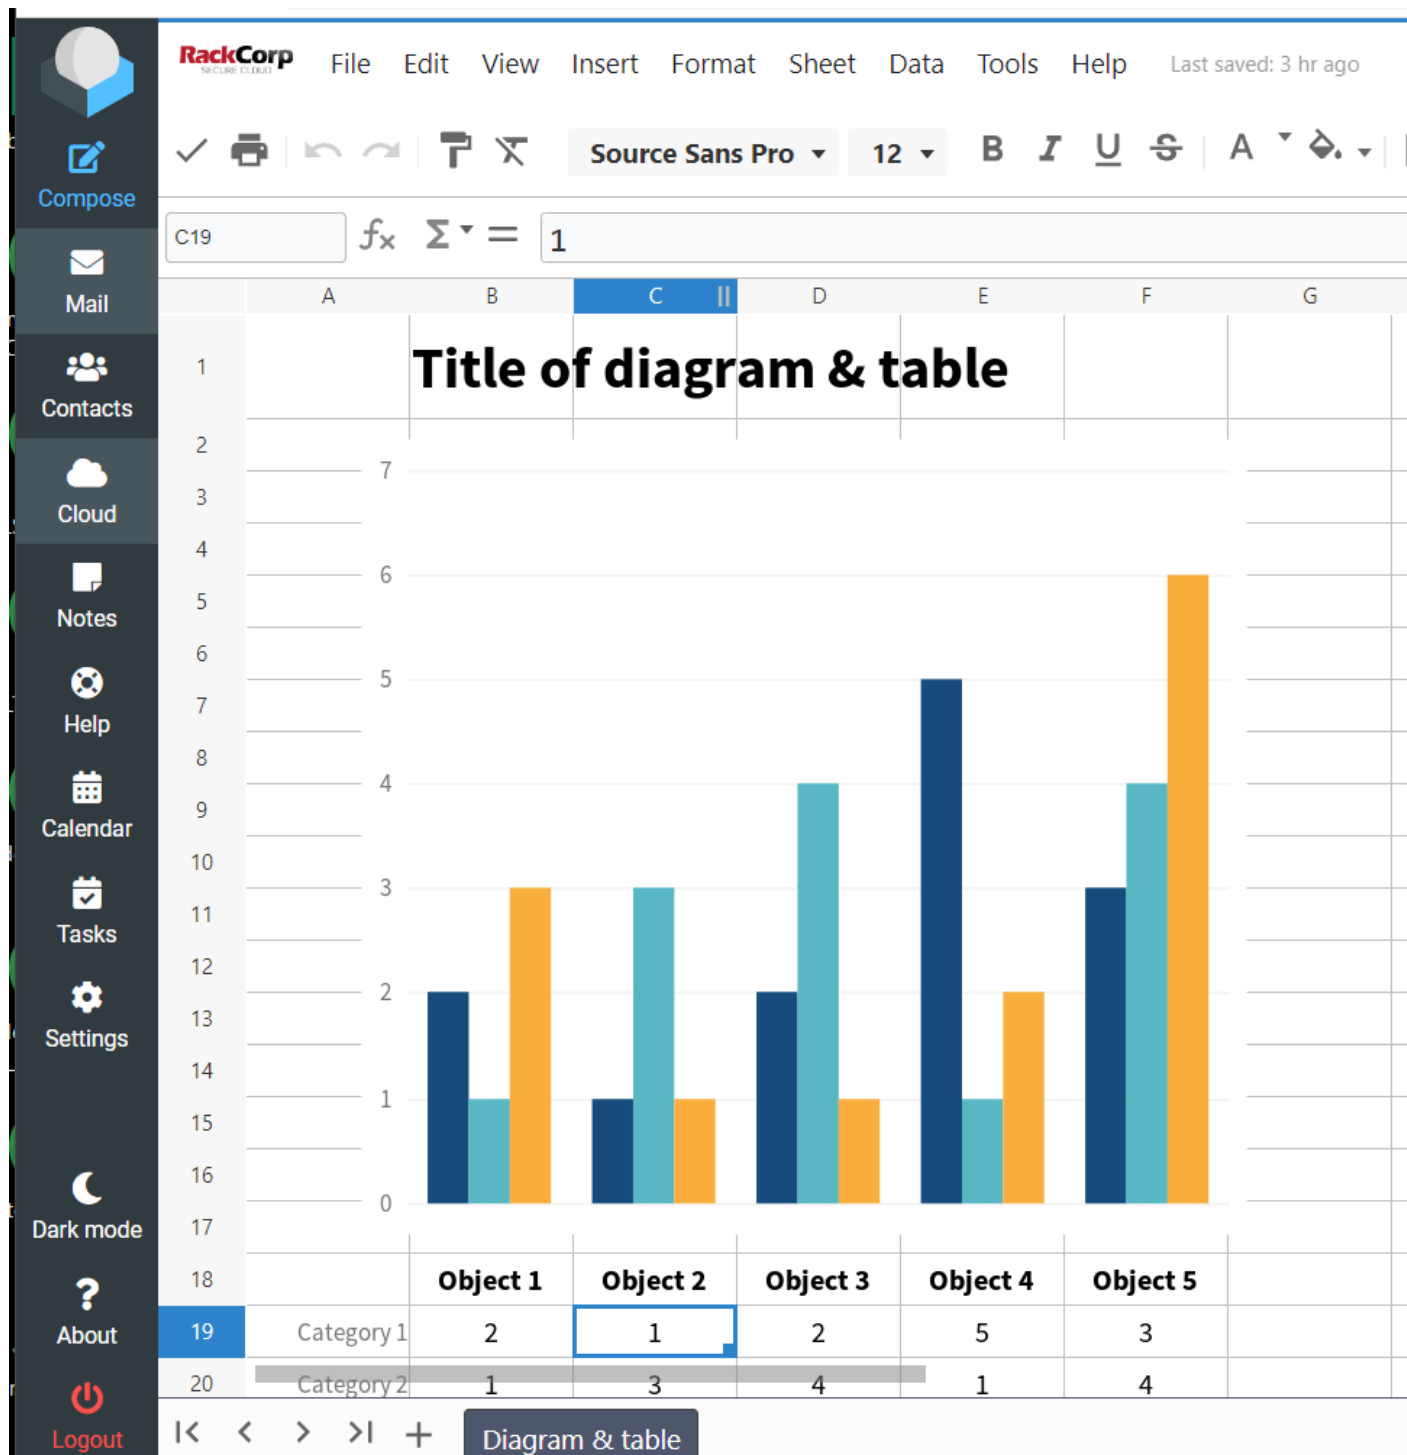 RackCorp
SECURE CLOUD
File Edit View Insert Format Sheet Data Tools Help Last saved: 3 hr ago
Source Sans Pro 12 B I U S A
C19 fx Σ = 1
Compose
Mail
Contacts
Cloud
Notes
Help
Calendar
Tasks
Settings
Dark mode
About
Logout
A B C D E F G
1 Title of diagram & table
2
3
4
5
6
7
8
9
10
11
12
13
14
15
16
17
7
6
5
4
3
2
1
0
18 Object 1 Object 2 Object 3 Object 4 Object 5
19 Category 1 2 1 2 5 3
20 Category 2 1 3 4 1 4
Diagram & table